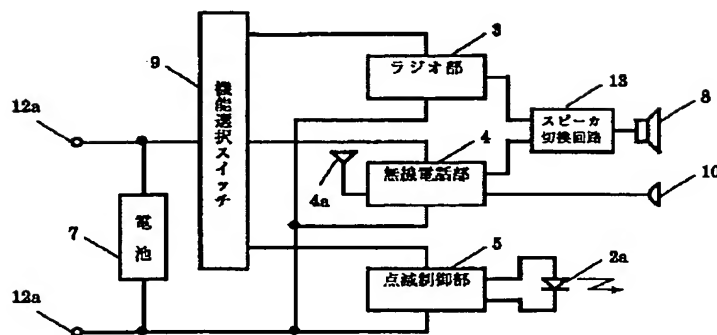 3
9
ラジオ部
13
8
機能選択スイッチ
スピーカ
切換回路
12a
4
4a
無線電話部
10
電池
7
5
点滅制御部
2a
12a